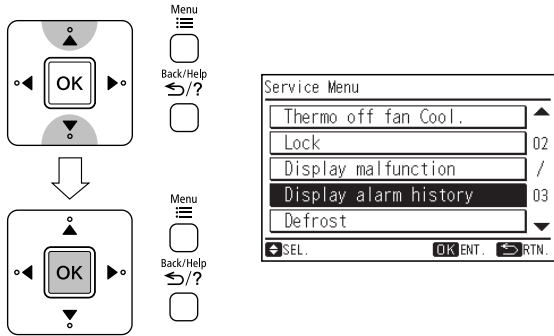 Menu
OK
Back/Help
/?
Menu
OK
Back/Help
/?
Service Menu
Thermo off fan Cool.
Lock
Display malfunction
Display alarm history
Defrost
02
/
03
SEL.
OK ENT.
RTN.